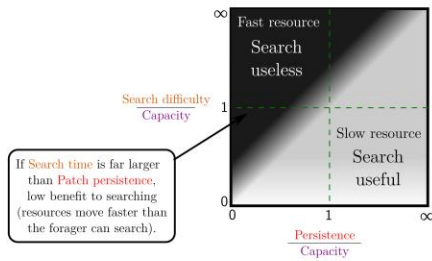 ∞
Fast resource
Search
useless
Search difficulty
Capacity
1
Slow resource
Search
useful
If Search time is far larger
than Patch persistence,
low benefit to searching
(resources move faster than
the forager can search).
0
0
1
∞
Persistence
Capacity